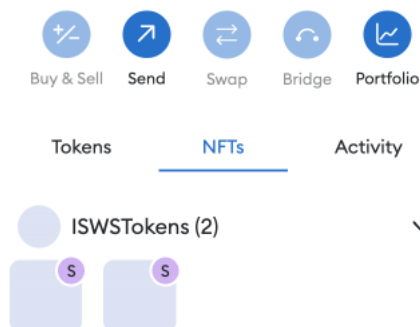 Buy & Sell Send Swap Bridge Portfolio
Tokens NFTs Activity
ISWSTokens (2)
S S